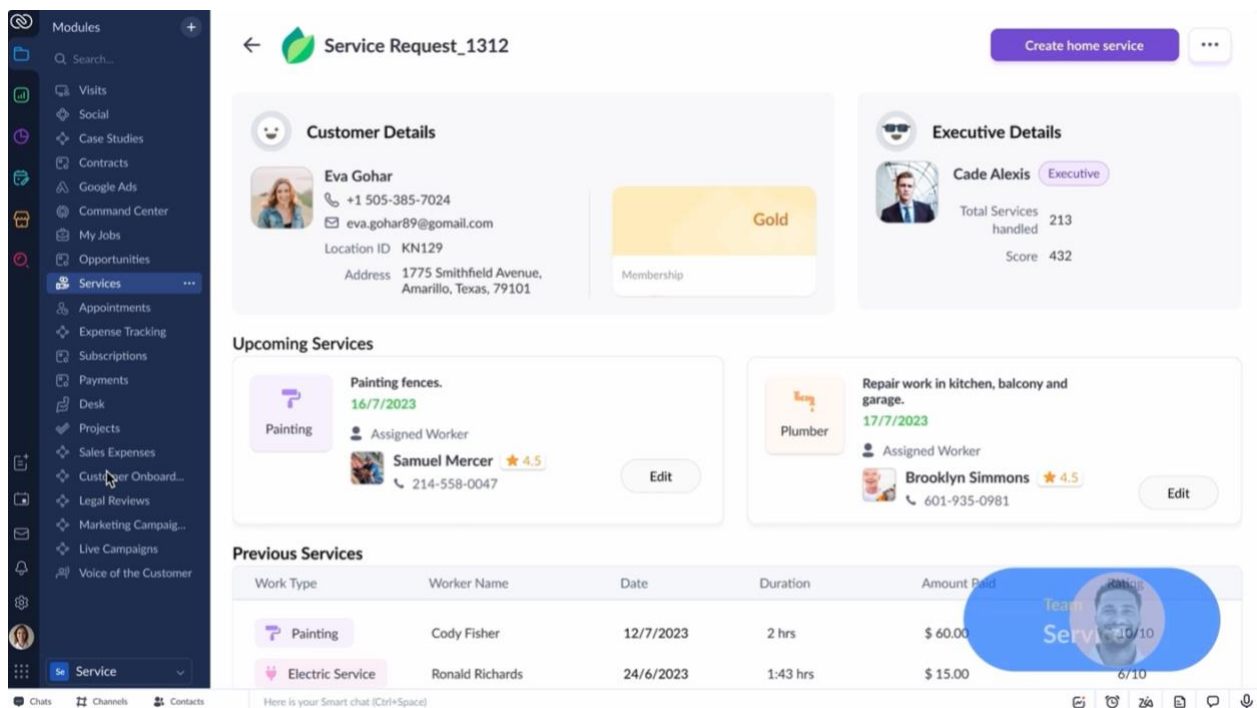 Modules
+
Search...
Visits
Social
Case Studies
Contracts
Google Ads
Command Center
My Jobs
Opportunities
Services
Appointments
Expense Tracking
Subscriptions
Payments
Desk
Projects
Sales Expenses
Customer Onboard...
Legal Reviews
Marketing Campaig...
Live Campaigns
Voice of the Customer
Se Service
Service Request_1312
Create home service
Customer Details
Eva Gohar
+1 505-385-7024
eva.gohar89@gomail.com
Location ID KN129
Address 1775 Smithfield Avenue,
Amarillo, Texas, 79101
Gold
Membership
Executive Details
Cade Alexis Executive
Total Services
handled 213
Score 432
Upcoming Services
Painting
Painting fences.
16/7/2023
Assigned Worker
Samuel Mercer 4.5
214-558-0047
Edit
Plumber
Repair work in kitchen, balcony and
garage.
17/7/2023
Assigned Worker
Brooklyn Simmons 4.5
601-935-0981
Edit
Previous Services
Work Type Worker Name Date Duration Amount Paid Rating
Painting Cody Fisher 12/7/2023 2 hrs $ 60.00 10/10
Electric Service Ronald Richards 24/6/2023 1:43 hrs $ 15.00 6/10
Team
Service
Chats Channels Contacts Here is your Smart chat (Ctrl+Space)